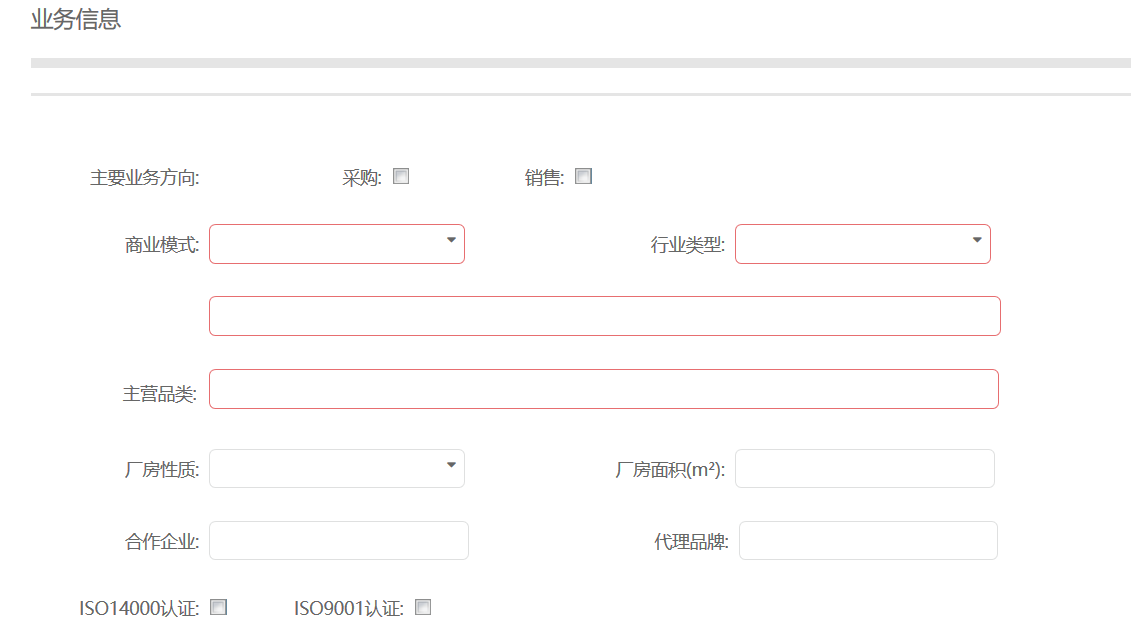 业务信息
主要业务方向: 采购: 销售:
商业模式: 行业类型:
主营品类:
厂房性质: 厂房面积(m²):
合作企业: 代理品牌:
ISO14000认证: ISO9001认证: